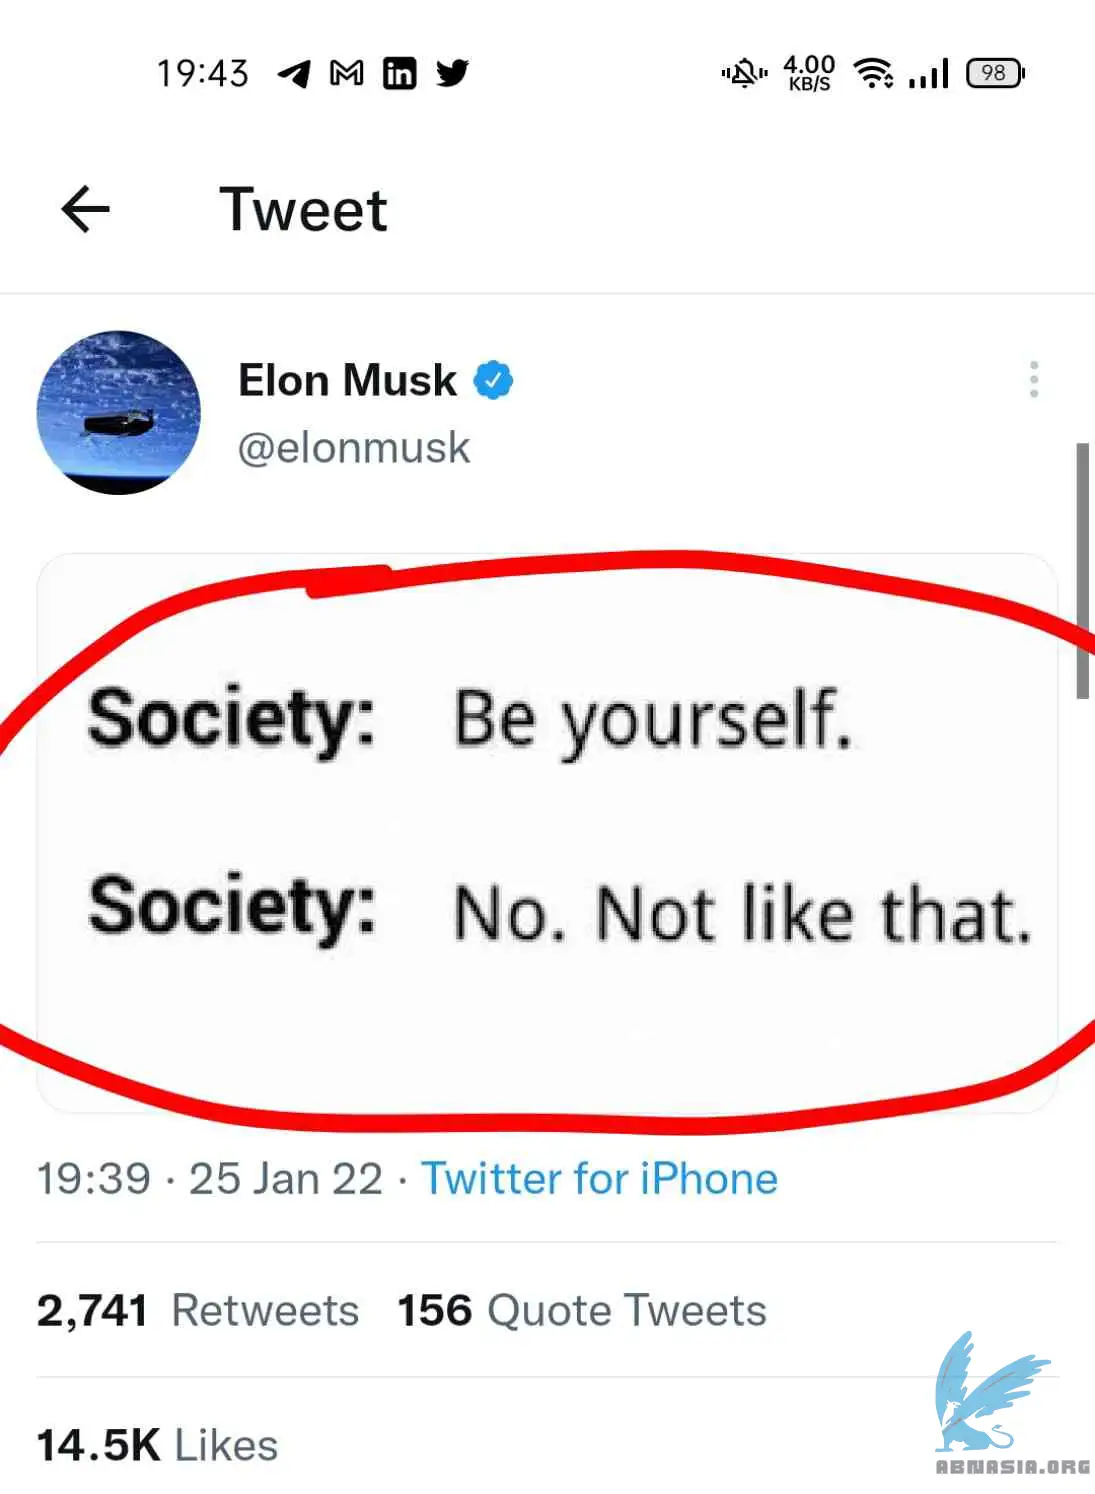 19:43 4.00 KB/S 98
Tweet
Elon Musk
@elonmusk
Society: Be yourself.
Society: No. Not like that.
19:39 · 25 Jan 22 · Twitter for iPhone
2,741 Retweets 156 Quote Tweets
14.5K Likes
ABNASIA.ORG